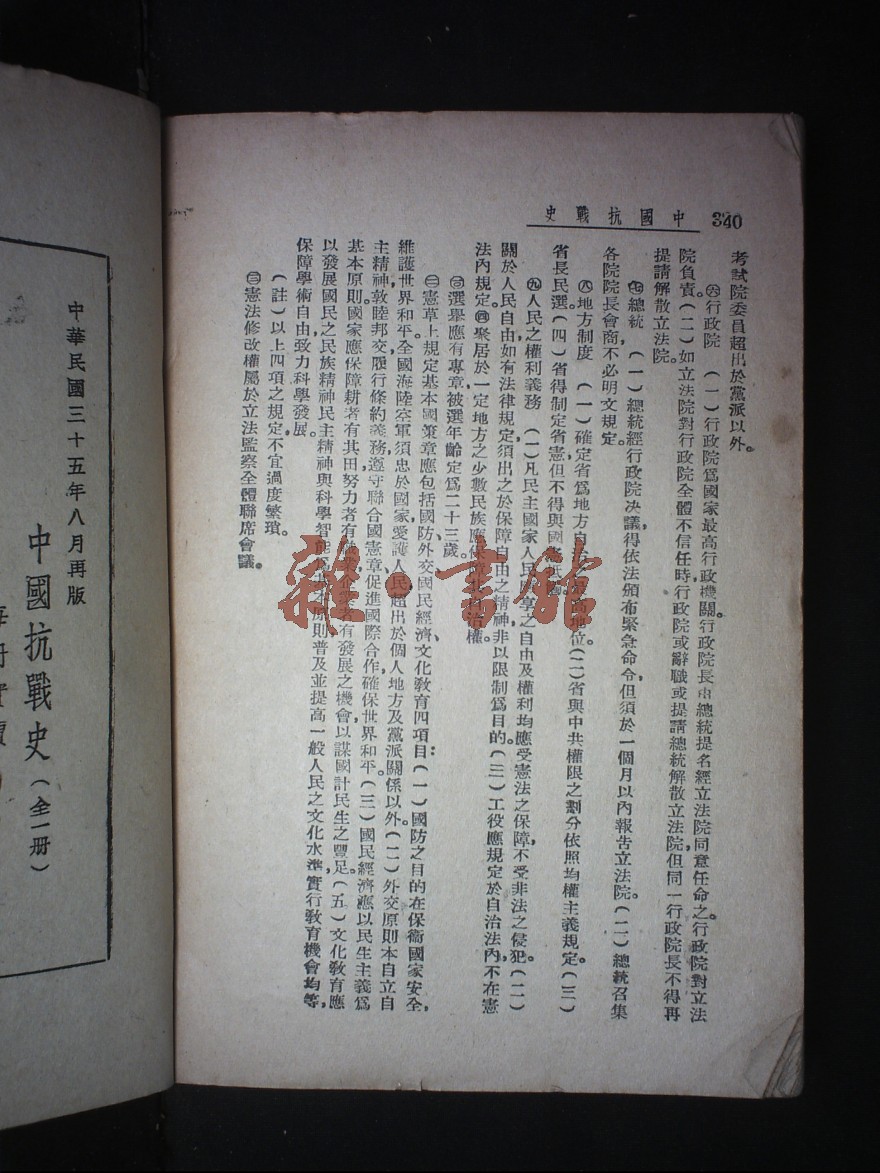 340
中國抗戰史
考試院委員超出於黨派以外。
㈥行政院　(一)行政院爲國家最高行政機關。行政院長由總統提名經立法院同意任命之。行政院對立法
院負責(二)如立法院對行政院全體不信任時,行政院或辭職或提請總統解散立法院但同一行政院長不得再
提請解散立法院。
㈦總統　(一)總統經行政院決議,得依法頒布緊急命令但須於一個月以內報告立法院。(二)總統召集
各院院長會商不必明文規定。
㈧地方制度　(一)確定省爲地方自治之最高地位。(二)省與中共權限之劃分依照均權主義規定。(三)
省長民選(四)省得制定省憲但不得與國憲
㈨人民之權利義務　(一)凡民主國家人民享之自由及權利均應受憲法之保障不受非法之侵犯。(二)
關於人民自由如有法律規定須出之於保障自由之精神非以限制爲目的。(三)工役應規定於自治法內不在憲
法內規定。㈣聚居於一定地方之少數民族應保障其自治權。
選舉應有專章被選年齡定爲二十三歲。
憲草上規定基本國策章應包括國防外交國民經濟文化敎育四項目:(一)國防之目的在保衞國家安全,
維護世界和平。全國海陸空軍須忠於國家,愛護人民超出於個人地方及黨派關係以外。(二)外交原則本自立自
主精神敦睦邦交履行條約義務,遵守聯合國憲章促進國際合作確保世界和平(三)國民經濟應以民生主義爲
基本原則國家應保障耕者有其田努力者有企業者有發展之機會以謀國計民生之豐足。(五)文化敎育應
以發展國民之民族精神民主精神與科學智能爲基本原則普及並提高一般人民之文化水準,實行敎育機會均等,
保障學術自由致力科學發展。
(註)以上四項之規定不宜過度繁瑣。
憲法修改權屬於立法監察全體聯席會議。
雜·書館
中華民國三十五年八月再版
中國抗戰史(全一册)
每册實價